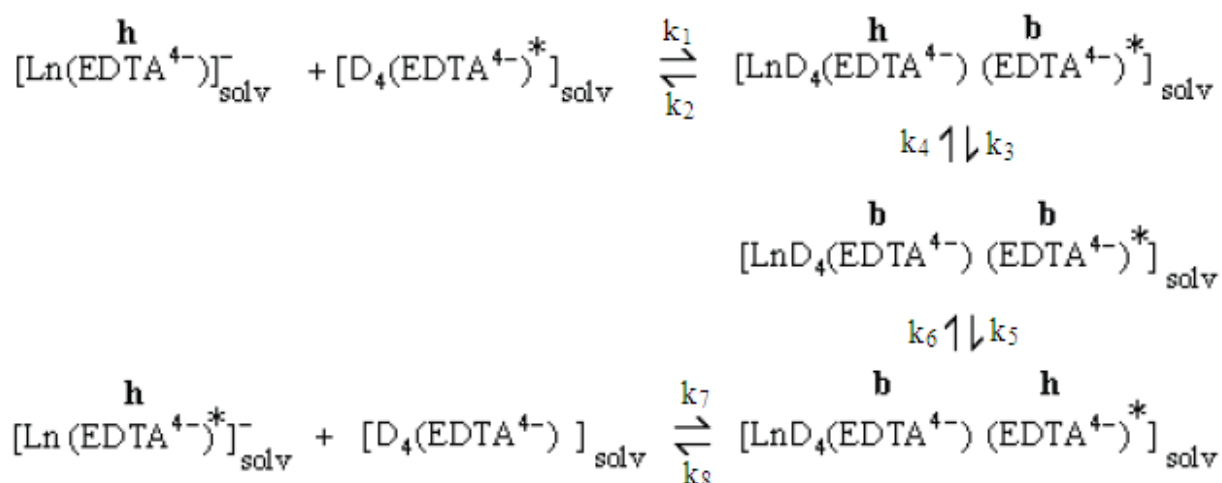 h k₁ h b
[Ln(EDTA⁴⁻)]⁻solv + [D₄(EDTA⁴⁻)*]solv ⇌ [LnD₄(EDTA⁴⁻) (EDTA⁴⁻)*]solv
k₂
k₄ ↿⇂ k₃
b b
[LnD₄(EDTA⁴⁻) (EDTA⁴⁻)*]solv
k₆ ↿⇂ k₅
h k₇ b h
[Ln(EDTA⁴⁻)*]⁻solv + [D₄(EDTA⁴⁻) ]solv ⇌ [LnD₄(EDTA⁴⁻) (EDTA⁴⁻)*]solv
k₈